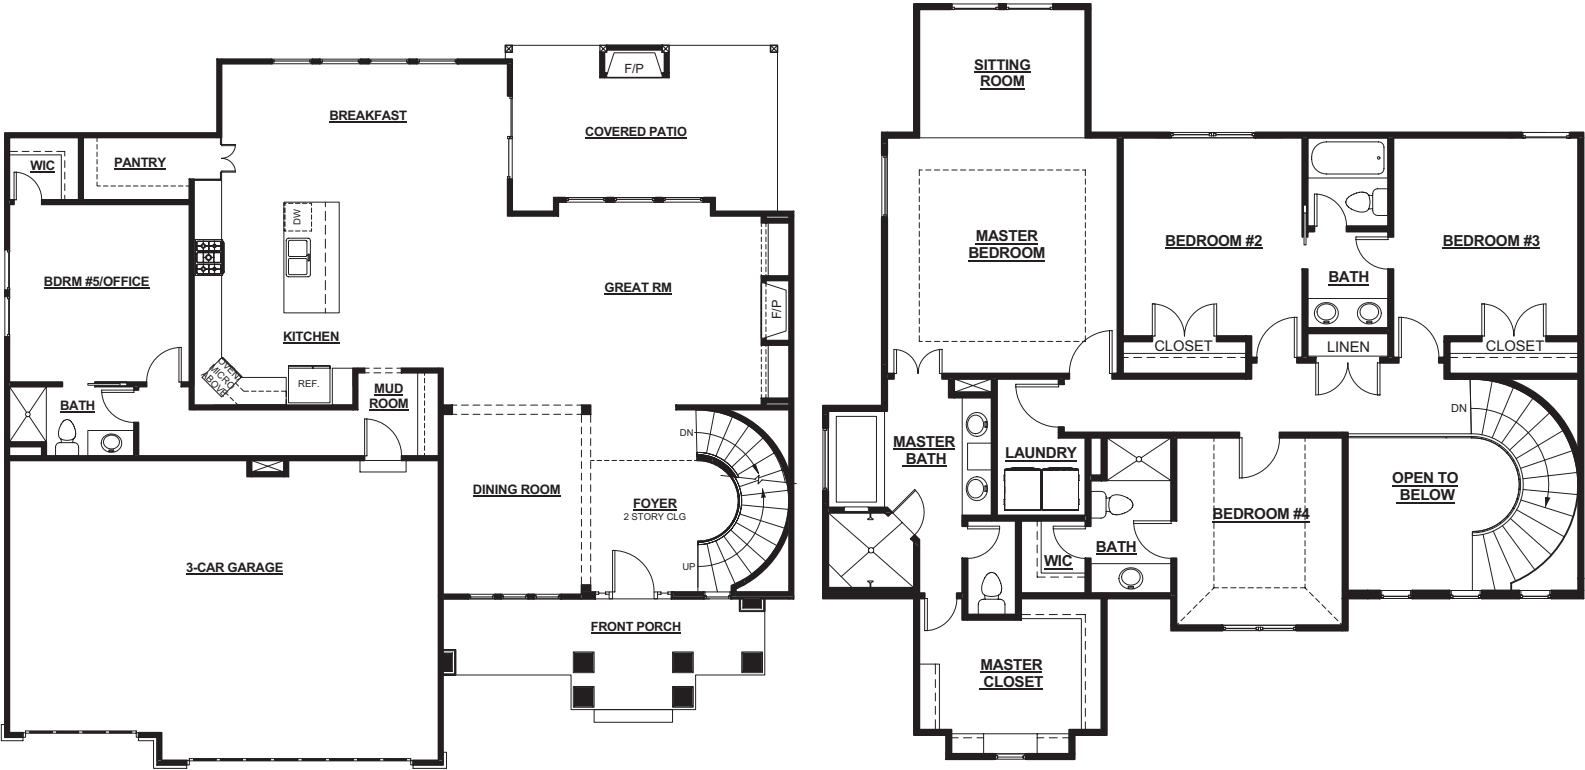 F/P
BREAKFAST
COVERED PATIO
WIC
PANTRY
DW
BDRM #5/OFFICE
GREAT RM
F/P
KITCHEN
OVEN
MICRO
ABOVE
REF.
MUD
ROOM
BATH
DN
DINING ROOM
FOYER
2 STORY CLG
UP
3-CAR GARAGE
FRONT PORCH
SITTING
ROOM
MASTER
BEDROOM
BEDROOM #2
BEDROOM #3
BATH
CLOSET
LINEN
CLOSET
DN
MASTER
BATH
LAUNDRY
OPEN TO
BELOW
BEDROOM #4
BATH
WIC
MASTER
CLOSET